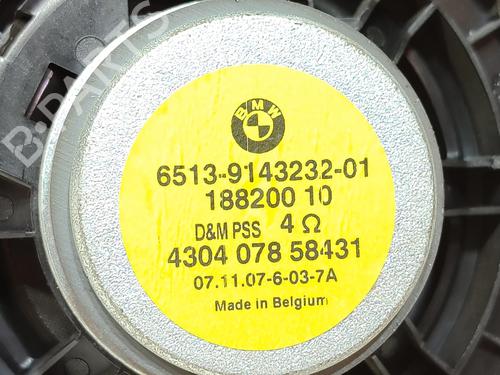 BMW
6513-9143232-01
188200 10
D&M PSS 4 Ω
4304 078 58431
07.11.07-6-03-7A
Made in Belgium
B-PARTS